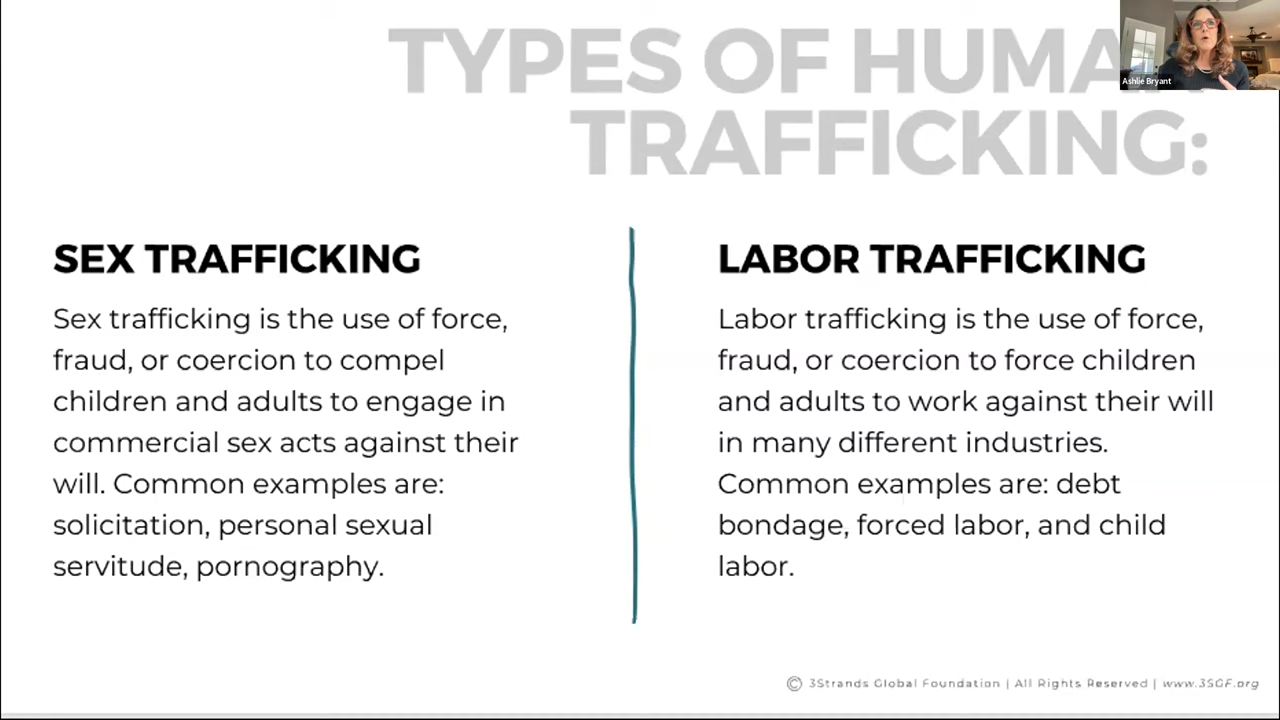 TYPES OF HUMA
TRAFFICKING:
Ashlie Bryant
SEX TRAFFICKING
Sex trafficking is the use of force,
fraud, or coercion to compel
children and adults to engage in
commercial sex acts against their
will. Common examples are:
solicitation, personal sexual
servitude, pornography.
LABOR TRAFFICKING
Labor trafficking is the use of force,
fraud, or coercion to force children
and adults to work against their will
in many different industries.
Common examples are: debt
bondage, forced labor, and child
labor.
© 3Strands Global Foundation | All Rights Reserved | www.3SGF.org